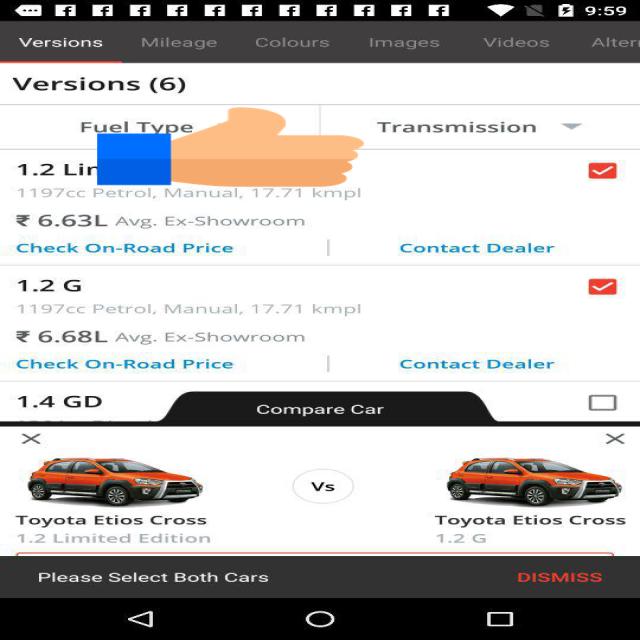 9:59
Versions Mileage Colours Images Videos Alter
Versions (6)
Fuel Type Transmission
1.2 Lin
1197cc Petrol, Manual, 17.71 kmpl
₹ 6.63L Avg. Ex-Showroom
Check On-Road Price | Contact Dealer
1.2 G
1197cc Petrol, Manual, 17.71 kmpl
₹ 6.68L Avg. Ex-Showroom
Check On-Road Price | Contact Dealer
1.4 GD
Compare Car
Vs
Toyota Etios Cross Toyota Etios Cross
1.2 Limited Edition 1.2 G
Please Select Both Cars DISMISS